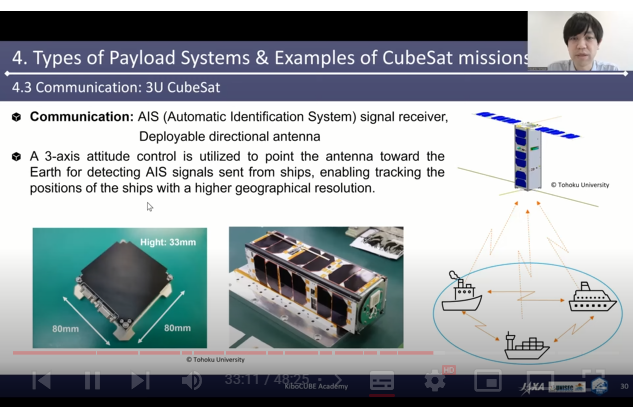 4. Types of Payload Systems & Examples of CubeSat missions
4.3 Communication: 3U CubeSat
Communication: AIS (Automatic Identification System) signal receiver,
Deployable directional antenna
A 3-axis attitude control is utilized to point the antenna toward the
Earth for detecting AIS signals sent from ships, enabling tracking the
positions of the ships with a higher geographical resolution.
© Tohoku University
Hight: 33mm
80mm
80mm
© Tohoku University
33:11 / 48:25
KiboCUBE Academy
HD
JAXA
UNISEC
30